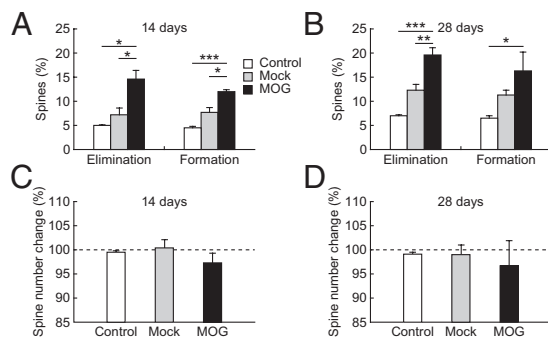 A
14 days
Spines (%)
25
20
15
10
5
0
*
*
***
*
Elimination
Formation
Control
Mock
MOG
B
28 days
Spines (%)
25
20
15
10
5
0
***
**
*
Elimination
Formation
C
14 days
Spine number change (%)
110
105
100
95
90
85
Control Mock MOG
D
28 days
Spine number change (%)
110
105
100
95
90
85
Control Mock MOG